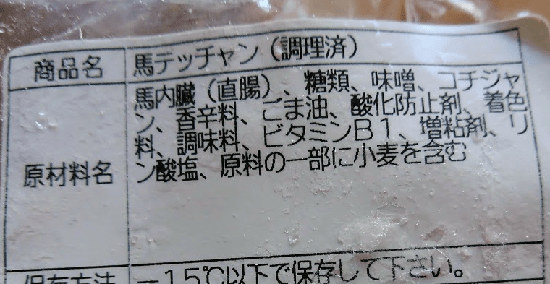 商品名 馬テッチャン（調理済）
原材料名 馬内臓（直腸）、糖類、味噌、コチジャ
ン、香辛料、ごま油、酸化防止剤、着色
料、調味料、ビタミンB1、増粘剤、リ
ン酸塩、原料の一部に小麦を含む
保存方法 －15℃以下で保存して下さい。